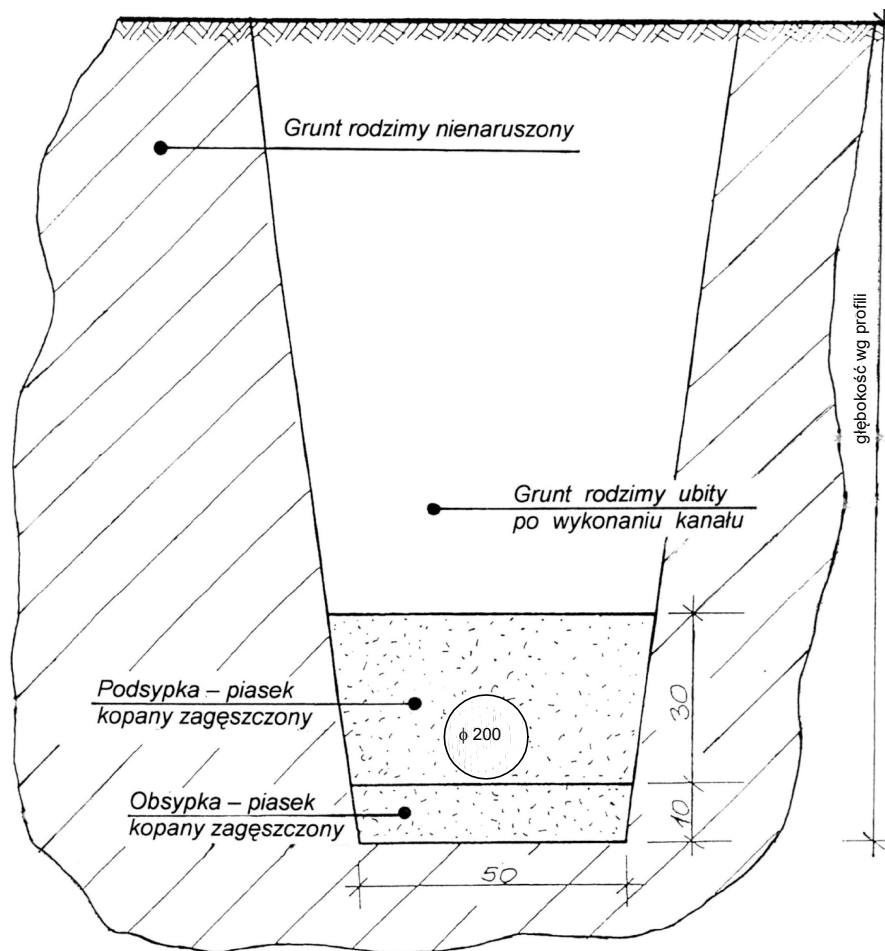 Grunt rodzimy nienaruszony
głębokość wg profili
Grunt rodzimy ubity
po wykonaniu kanału
Podsypka – piasek
kopany zagęszczony
ϕ 200
30
Obsypka – piasek
kopany zagęszczony
10
50